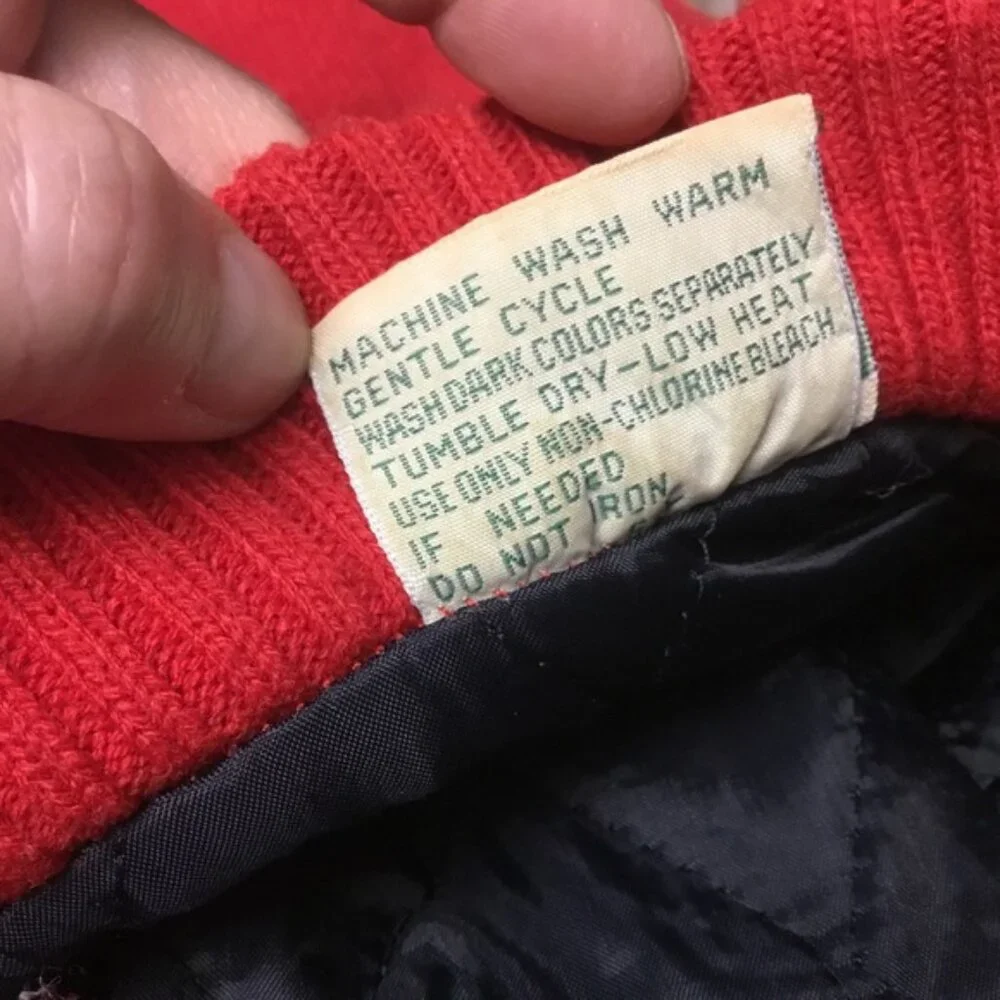 MACHINE WASH WARM
GENTLE CYCLE
WASH DARK COLORS SEPARATELY
TUMBLE DRY-LOW HEAT
USE ONLY NON-CHLORINE BLEACH
IF NEEDED
DO NOT IRON